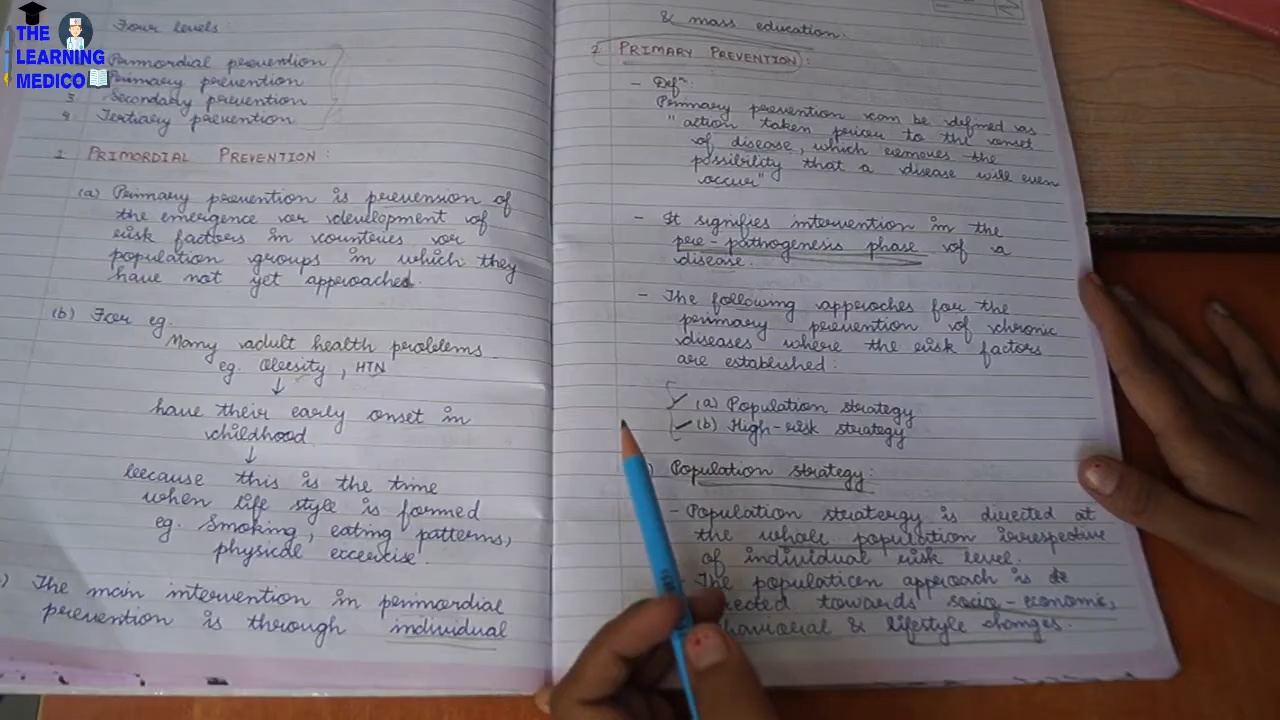 THE
LEARNING
MEDICO
Four levels:
Primordial prevention
Primary prevention
3 Secondary prevention
4 Tertiary prevention
1 PRIMORDIAL PREVENTION:
(a) Primary prevention is prevension of
the emergence or development of
risk factors in countries or
population groups in which they
have not yet approached.
(b) For eg.
Many adult health problems
eg. Obesity, HTN
↓
have their early onset in
childhood
↓
because this is the time
when life style is formed
eg. Smoking, eating patterns,
physical excercise.
) The main intervention in primordial
prevention is through individual
& mass education.
2 PRIMARY PREVENTION:
- Defⁿ:
Primary prevention can be defined as
"action taken prior to the onset
of disease, which removes the
possibility that a disease will even
occur"
- It signifies intervention in the
pre-pathogenesis phase of a
disease.
- The following approches for the
primary prevention of chronic
diseases where the risk factors
are established:
(a) Population strategy
(b) High-risk strategy
) Population strategy:
- Population stratergy is directed at
the whole population irrespective
of individual risk level.
- The population approach is de
rected towards socio-economic,
havioural & lifestyle changes.